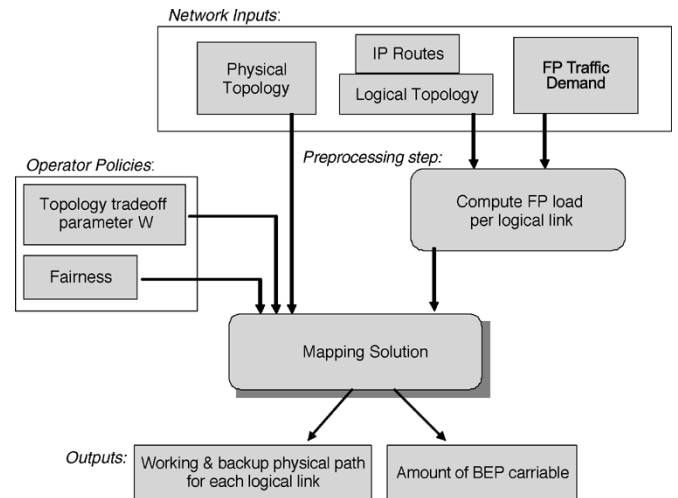 Network Inputs:
Physical
Topology
IP Routes
Logical Topology
FP Traffic
Demand
Preprocessing step:
Operator Policies:
Topology tradeoff
parameter W
Fairness
Compute FP load
per logical link
Mapping Solution
Outputs:
Working & backup physical path
for each logical link
Amount of BEP carriable